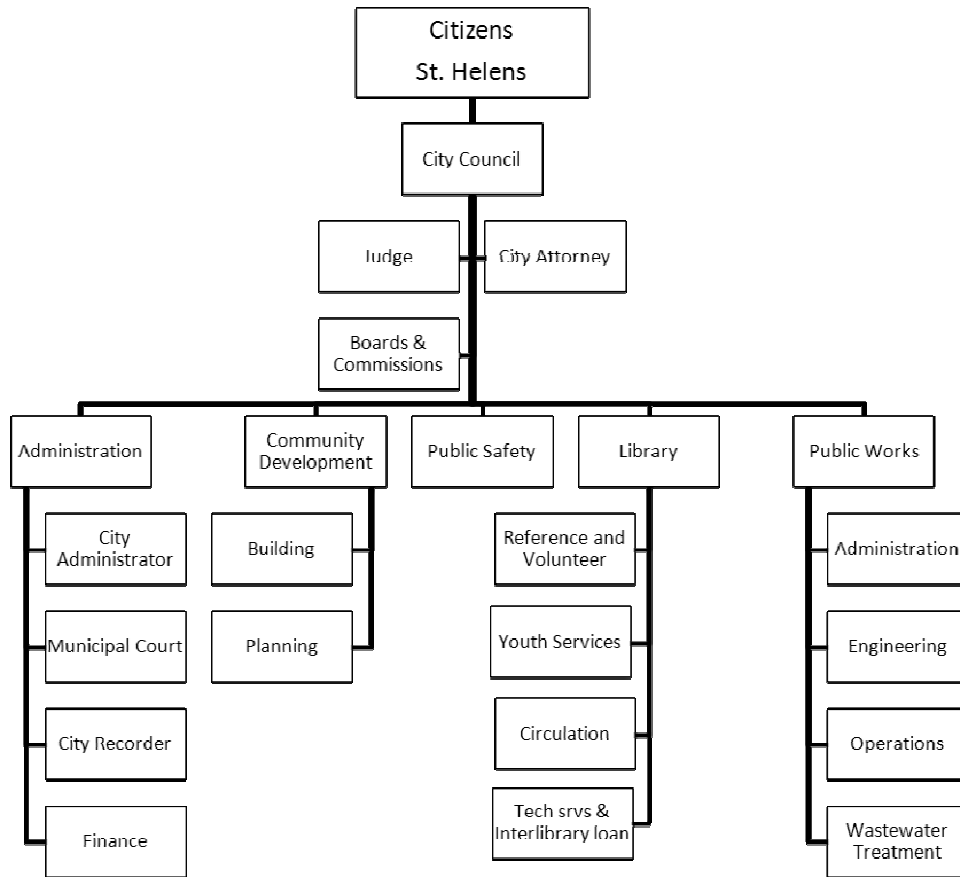 Citizens
St. Helens
City Council
Judge
City Attorney
Boards &
Commissions
Administration
Community
Development
Public Safety
Library
Public Works
City
Administrator
Building
Reference and
Volunteer
Administration
Municipal Court
Planning
Youth Services
Engineering
City Recorder
Circulation
Operations
Finance
Tech srvs &
Interlibrary loan
Wastewater
Treatment